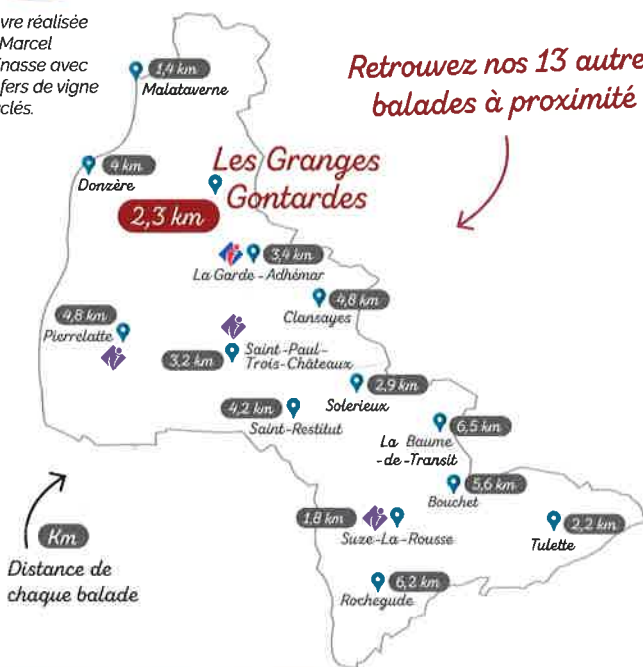 vre réalisée
Marcel
inasse avec
fers de vigne
clés.
Retrouvez nos 13 autre
balades à proximité
1,4 km
Malataverne
4 km
Donzère
Les Granges
Gontardes
2,3 km
3,4 km
La Garde-Adhémar
4,8 km
Clansayes
4,8 km
Pierrelatte
3,2 km
Saint-Paul-
Trois-Châteaux
2,9 km
Solerieux
4,2 km
Saint-Restitut
6,5 km
La Baume
-de-Transit
5,6 km
Bouchet
1,8 km
Suze-La-Rousse
2,2 km
Tulette
6,2 km
Rochegude
Km
Distance de
chaque balade